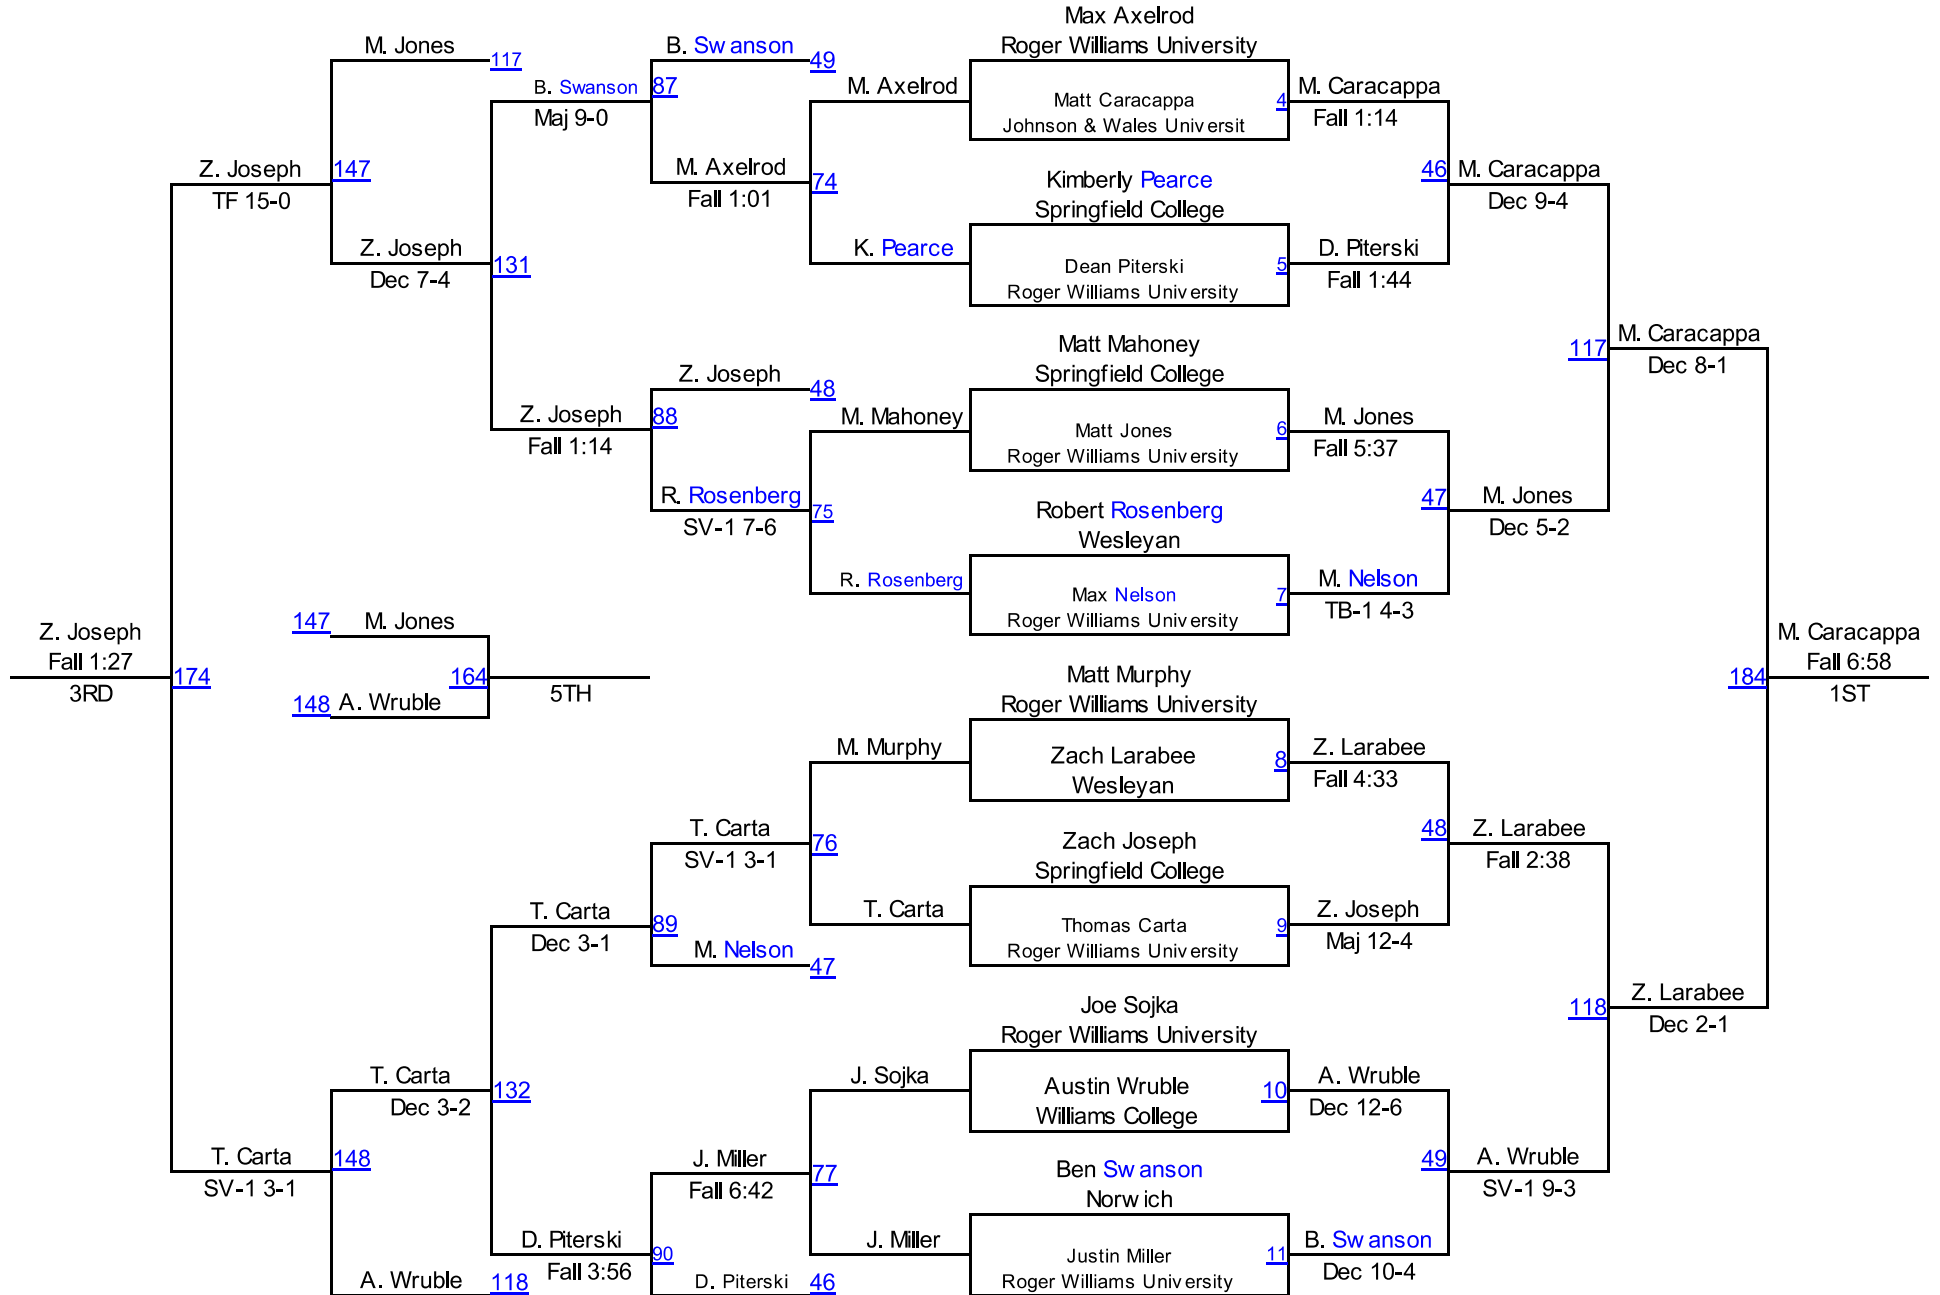 Max Axelrod
M. Jones
B. Swanson
Roger Williams University
117
49
B. Swanson
87
M. Axelrod
Matt Caracappa
4
M. Caracappa
Maj 9-0
Johnson & Wales Universit
Fall 1:14
Z. Joseph
147
M. Axelrod
74
Kimberly Pearce
46
M. Caracappa
TF 15-0
Fall 1:01
Springfield College
Dec 9-4
Z. Joseph
131
K. Pearce
Dean Piterski
5
D. Piterski
Dec 7-4
Roger Williams University
Fall 1:44
Matt Mahoney
117
M. Caracappa
Z. Joseph
48
Springfield College
Dec 8-1
Z. Joseph
88
M. Mahoney
Matt Jones
6
M. Jones
Fall 1:14
Roger Williams University
Fall 5:37
R. Rosenberg
75
Robert Rosenberg
47
M. Jones
SV-1 7-6
Wesleyan
Dec 5-2
R. Rosenberg
Max Nelson
7
M. Nelson
Roger Williams University
TB-1 4-3
147
M. Jones
Z. Joseph
M. Caracappa
Fall 1:27
Fall 6:58
174
164
Matt Murphy
184
3RD
5TH
1ST
148
A. Wruble
Roger Williams University
M. Murphy
Zach Larabee
8
Z. Larabee
Wesleyan
Fall 4:33
T. Carta
76
Zach Joseph
48
Z. Larabee
SV-1 3-1
Springfield College
Fall 2:38
T. Carta
89
T. Carta
Thomas Carta
9
Z. Joseph
Dec 3-1
M. Nelson
47
Roger Williams University
Maj 12-4
Joe Sojka
118
Z. Larabee
Roger Williams University
Dec 2-1
T. Carta
132
J. Sojka
Austin Wruble
10
A. Wruble
Dec 3-2
Williams College
Dec 12-6
T. Carta
148
J. Miller
77
Ben Swanson
49
A. Wruble
SV-1 3-1
Fall 6:42
Norwich
SV-1 9-3
D. Piterski
90
J. Miller
Justin Miller
11
B. Swanson
Fall 3:56
Roger Williams University
Dec 10-4
A. Wruble
118
D. Piterski
46